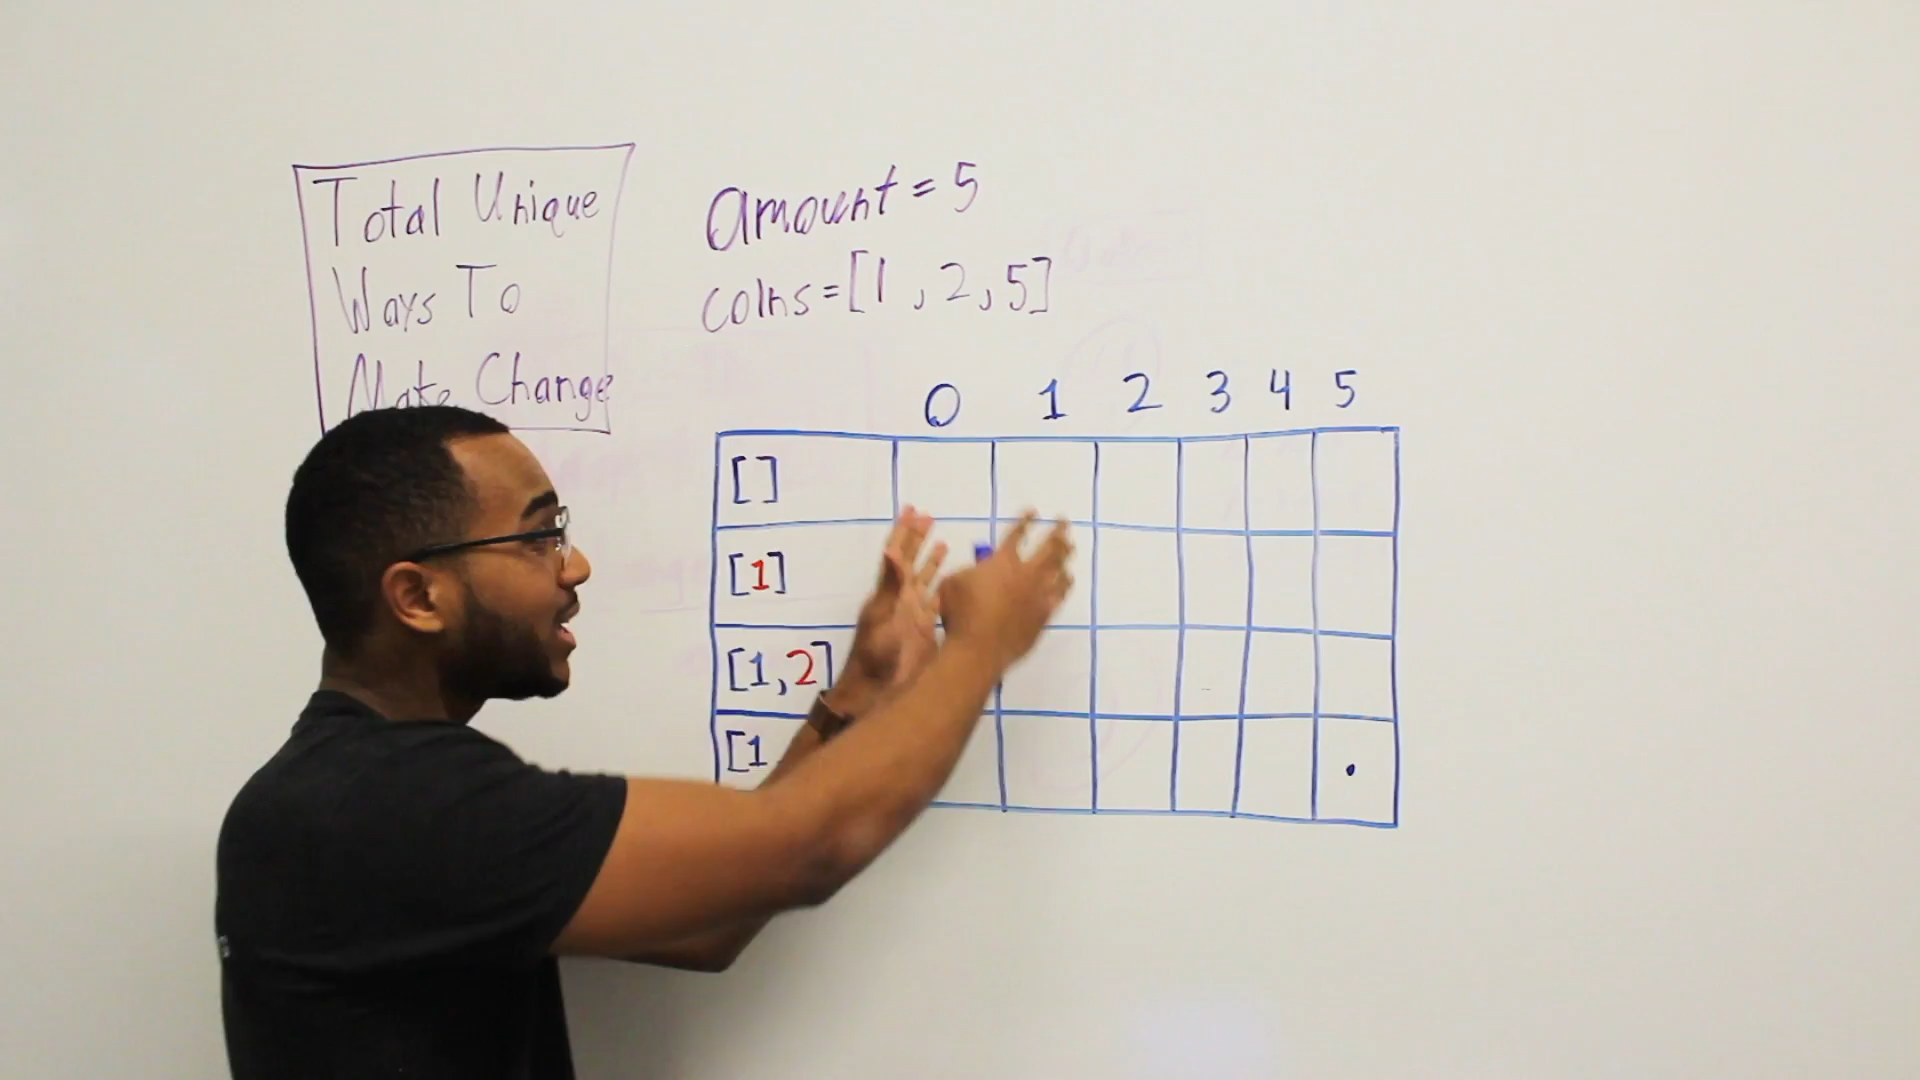 Total Unique
Ways To
Make Change
amount = 5
coins = [1, 2, 5]
0 1 2 3 4 5
[]
[1]
[1,2]
[1